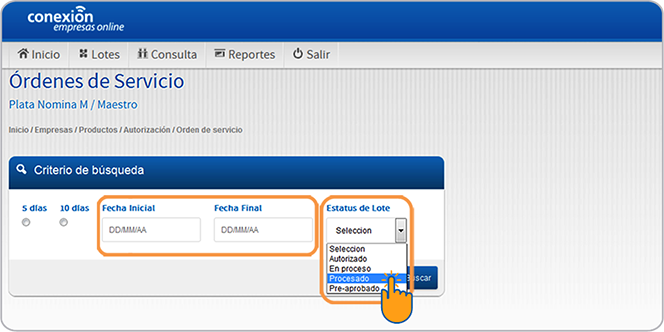 conexión
empresas online
Inicio
Lotes
Consulta
Reportes
Salir
Órdenes de Servicio
Plata Nomina M / Maestro
Inicio / Empresas / Productos / Autorización / Orden de servicio
Criterio de búsqueda
5 días
10 días
Fecha Inicial
Fecha Final
Estatus de Lote
DD/MM/AA
DD/MM/AA
Seleccion
Seleccion
Autorizado
En proceso
Procesado
Pre-aprobado